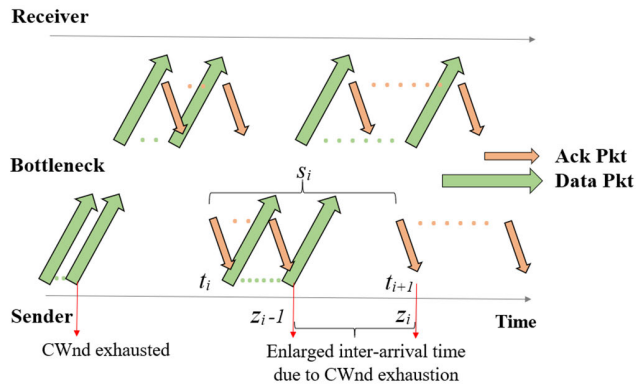 Receiver
Bottleneck
s_i
Ack Pkt
Data Pkt
t_i
t_{i+1}
Sender
z_i-1
z_i
Time
CWnd exhausted
Enlarged inter-arrival time
due to CWnd exhaustion